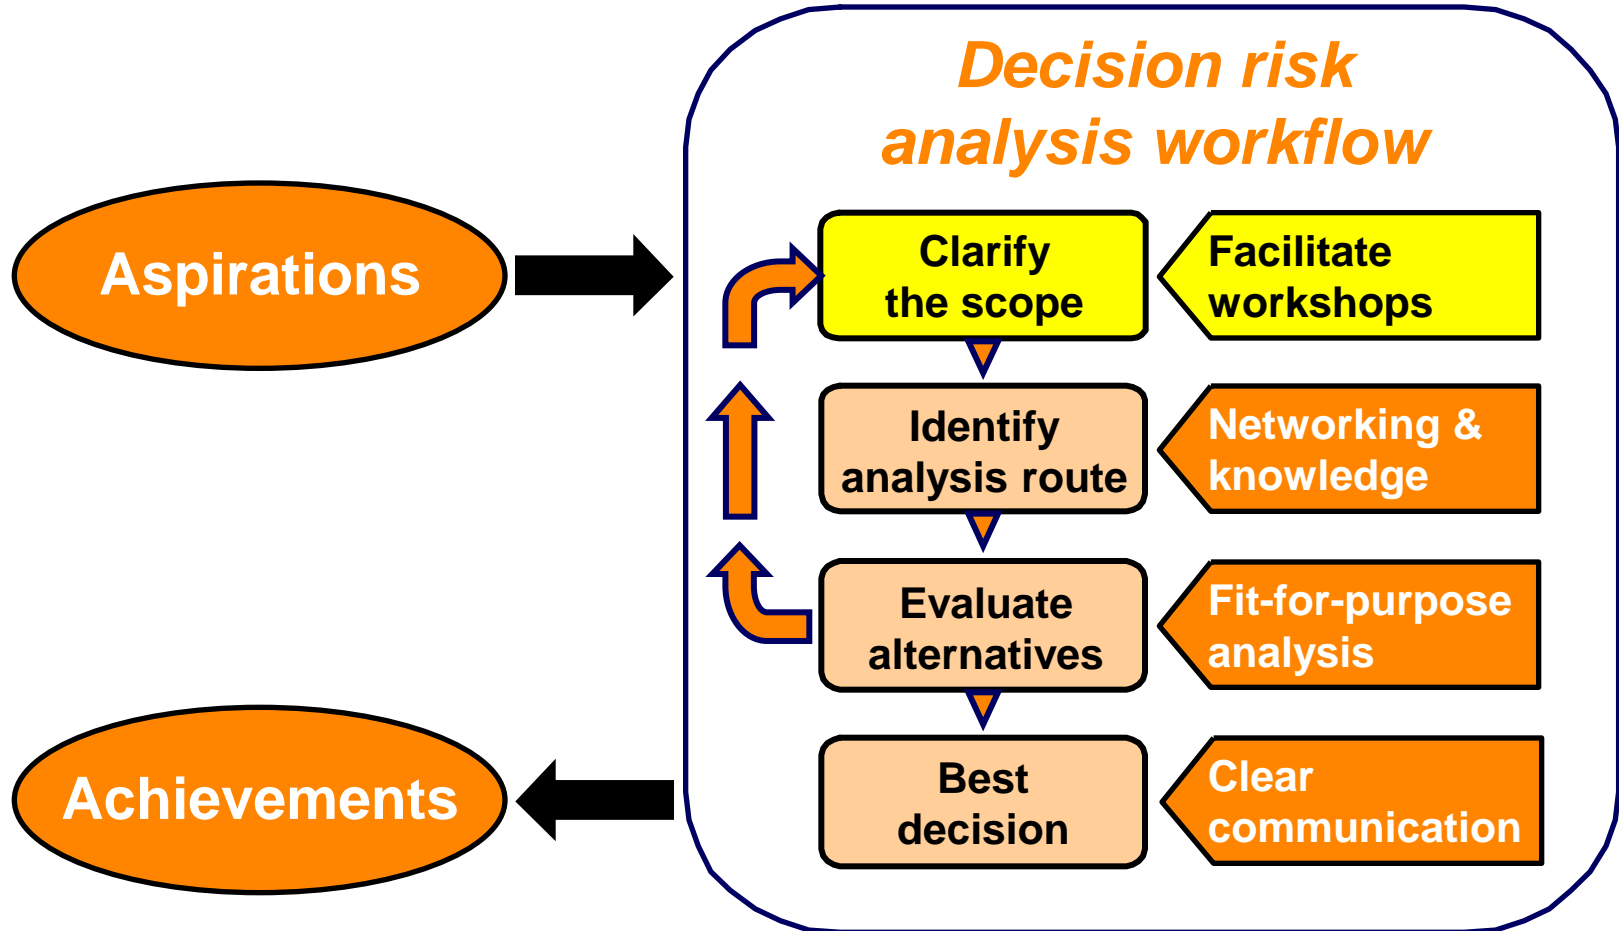 Decision risk
analysis workflow
Aspirations
Clarify
the scope
Facilitate
workshops
Identify
analysis route
Networking &
knowledge
Evaluate
alternatives
Fit-for-purpose
analysis
Achievements
Best
decision
Clear
communication